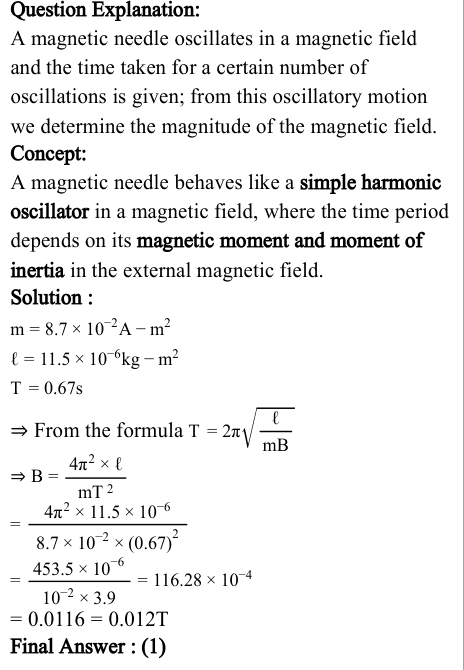 Question Explanation:
A magnetic needle oscillates in a magnetic field
and the time taken for a certain number of
oscillations is given; from this oscillatory motion
we determine the magnitude of the magnetic field.
Concept:
A magnetic needle behaves like a simple harmonic
oscillator in a magnetic field, where the time period
depends on its magnetic moment and moment of
inertia in the external magnetic field.
Solution :
m = 8.7 × 10⁻² A − m²
ℓ = 11.5 × 10⁻⁶ kg − m²
T = 0.67s
⇒ From the formula T = 2π√(ℓ/mB)
⇒ B = (4π² × ℓ)/(mT²)
= (4π² × 11.5 × 10⁻⁶)/(8.7 × 10⁻² × (0.67)²)
= (453.5 × 10⁻⁶)/(10⁻² × 3.9) = 116.28 × 10⁻⁴
= 0.0116 = 0.012T
Final Answer : (1)